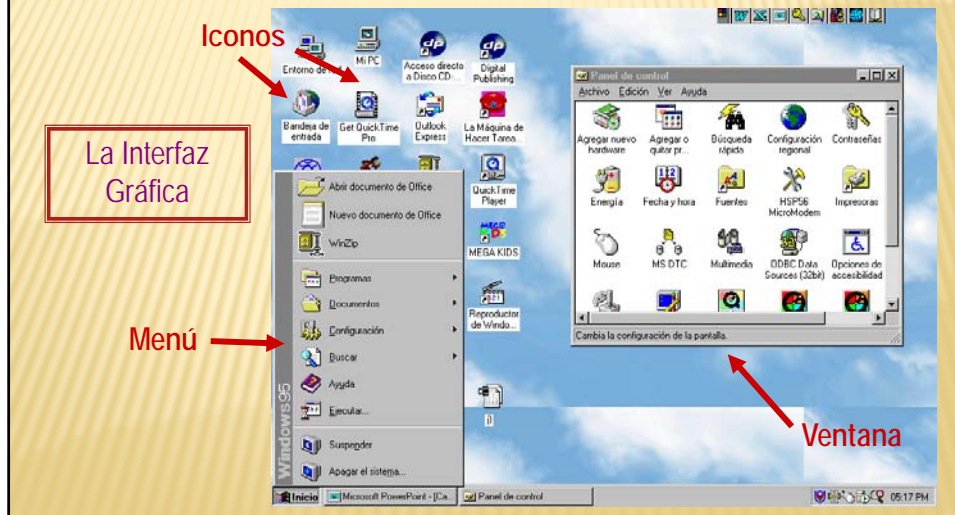 Iconos
La Interfaz
Gráfica
Menú
Ventana
Entorno de red
Mi PC
Acceso directo
a Disco CD-...
Digital
Publishing
Bandeja de
entrada
Get QuickTime
Pro
Outlook
Express
La Máquina de
Hacer Tarea...
QuickTime
Player
MEGA KIDS
Reproductor
de Windo...
Abrir documento de Office
Nuevo documento de Office
WinZip
Programas
Documentos
Configuración
Buscar
Ayuda
Ejecutar...
Suspender
Apagar el sistema...
Windows95
Panel de control
Archivo Edición Ver Ayuda
Agregar nuevo
hardware
Agregar o
quitar pr...
Búsqueda
rápida
Configuración
regional
Contraseñas
Energía
Fecha y hora
Fuentes
HSP56
MicroModem
Impresoras
Mouse
MS DTC
Multimedia
ODBC Data
Sources (32bit)
Opciones de
accesibilidad
Cambia la configuración de la pantalla.
Inicio
Microsoft PowerPoint - [Ca...
Panel de control
05:17 PM